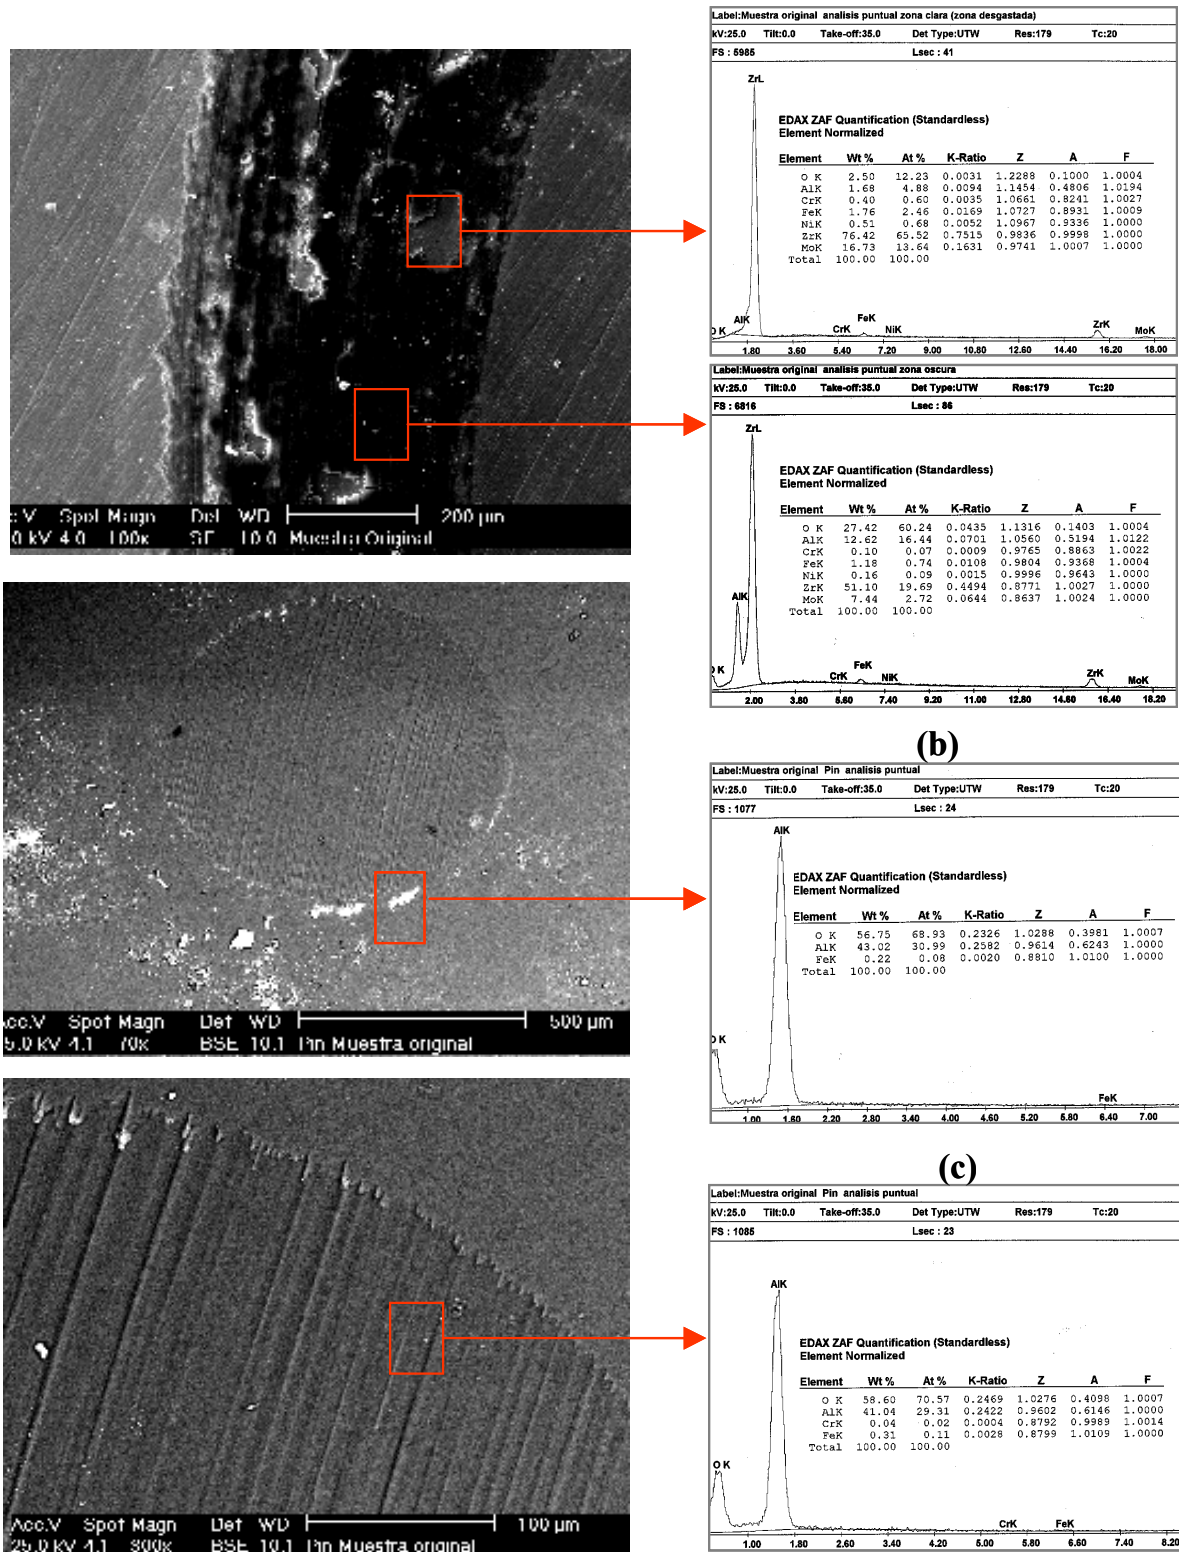 Label:Muestra original analisis puntual zona clara (zona desgastada)
kV:25.0 Tilt:0.0 Take-off:35.0 Det Type:UTW Res:179 Tc:20
FS : 5985 Lsec : 41
ZrL
EDAX ZAF Quantification (Standardless)
Element Normalized
Element Wt % At % K-Ratio Z A F
O K 2.50 12.23 0.0031 1.2288 0.1000 1.0004
AlK 1.68 4.88 0.0094 1.1454 0.4806 1.0194
CrK 0.40 0.60 0.0035 1.0661 0.8241 1.0027
FeK 1.76 2.46 0.0169 1.0727 0.8931 1.0009
NiK 0.51 0.68 0.0052 1.0967 0.9336 1.0000
ZrK 76.42 65.52 0.7515 0.9836 0.9998 1.0000
MoK 16.73 13.64 0.1631 0.9741 1.0007 1.0000
Total 100.00 100.00
O K AlK CrK FeK NiK ZrK MoK
1.80 3.60 5.40 7.20 9.00 10.80 12.60 14.40 16.20 18.00
Label:Muestra original analisis puntual zona oscura
kV:25.0 Tilt:0.0 Take-off:35.0 Det Type:UTW Res:179 Tc:20
FS : 6816 Lsec : 86
ZrL
EDAX ZAF Quantification (Standardless)
Element Normalized
Element Wt % At % K-Ratio Z A F
O K 27.42 60.24 0.0435 1.1316 0.1403 1.0004
AlK 12.62 16.44 0.0701 1.0560 0.5194 1.0122
CrK 0.10 0.07 0.0009 0.9765 0.8863 1.0022
FeK 1.18 0.74 0.0108 0.9804 0.9368 1.0004
NiK 0.16 0.09 0.0015 0.9996 0.9643 1.0000
ZrK 51.10 19.69 0.4494 0.8771 1.0027 1.0000
MoK 7.44 2.72 0.0644 0.8637 1.0024 1.0000
Total 100.00 100.00
AlK
O K CrK FeK NiK ZrK MoK
2.00 3.80 5.60 7.40 9.20 11.00 12.80 14.60 16.40 18.20
c.V Spot Magn Det WD 200 µm
0 kV 4.0 100x SE 10.0 Muestra Original
(b)
Label:Muestra original Pin analisis puntual
kV:25.0 Tilt:0.0 Take-off:35.0 Det Type:UTW Res:179 Tc:20
FS : 1077 Lsec : 24
AlK
EDAX ZAF Quantification (Standardless)
Element Normalized
Element Wt % At % K-Ratio Z A F
O K 56.75 68.93 0.2326 1.0288 0.3981 1.0007
AlK 43.02 30.99 0.2582 0.9614 0.6243 1.0000
FeK 0.22 0.08 0.0020 0.8810 1.0100 1.0000
Total 100.00 100.00
O K
FeK
1.00 1.60 2.20 2.80 3.40 4.00 4.60 5.20 5.80 6.40 7.00
Acc.V Spot Magn Det WD 500 µm
5.0 kV 4.1 70x BSE 10.1 Pin Muestra original
(c)
Label:Muestra original Pin analisis puntual
kV:25.0 Tilt:0.0 Take-off:35.0 Det Type:UTW Res:179 Tc:20
FS : 1085 Lsec : 23
AlK
EDAX ZAF Quantification (Standardless)
Element Normalized
Element Wt % At % K-Ratio Z A F
O K 58.60 70.57 0.2469 1.0276 0.4098 1.0007
AlK 41.04 29.31 0.2422 0.9602 0.6146 1.0000
CrK 0.04 0.02 0.0004 0.8792 0.9989 1.0014
FeK 0.31 0.11 0.0028 0.8799 1.0109 1.0000
Total 100.00 100.00
O K
CrK FeK
1.00 1.80 2.60 3.40 4.20 5.00 5.80 6.60 7.40 8.20
Acc.V Spot Magn Det WD 100 µm
25.0 kV 4.1 300x BSE 10.1 Pin Muestra original